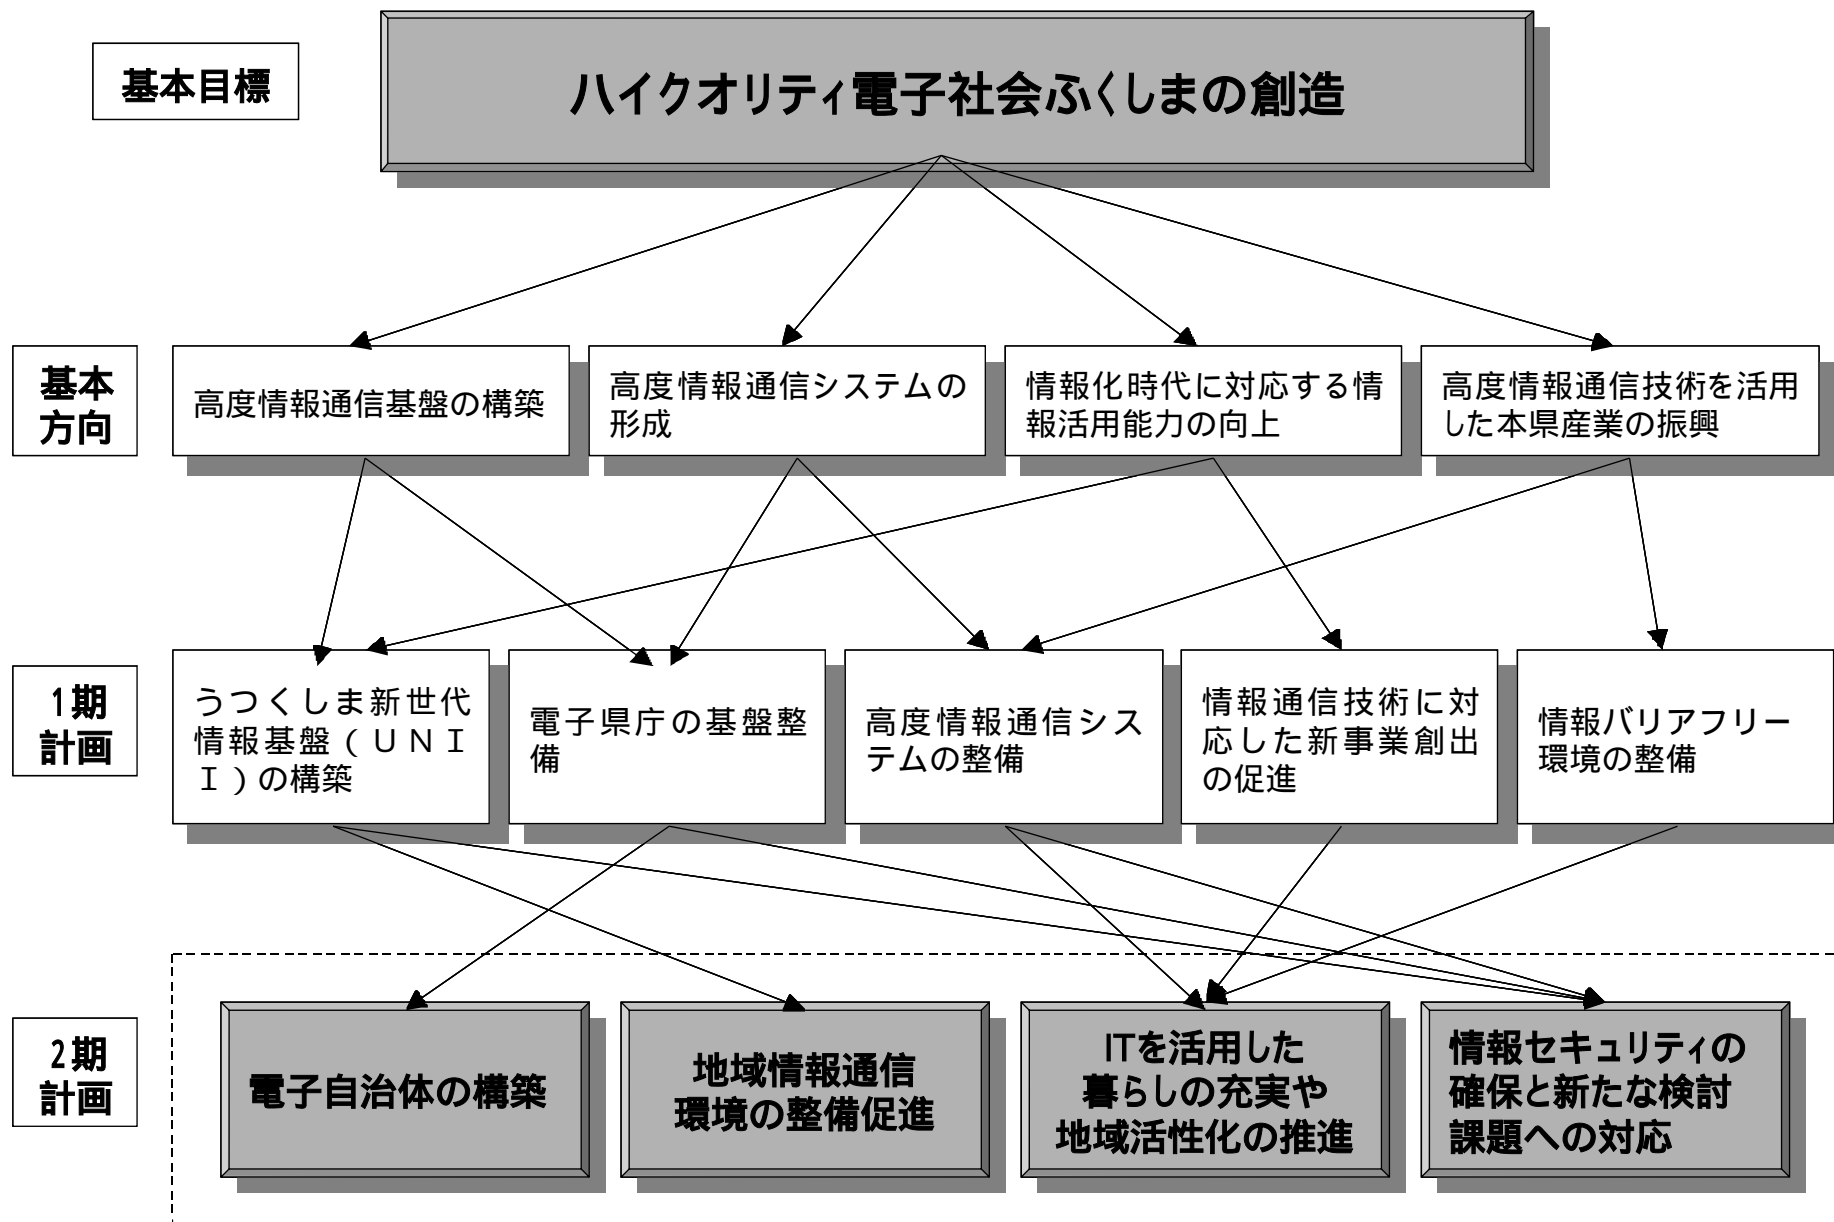 基本目標
ハイクオリティ電子社会ふくしまの創造
基本
方向
高度情報通信基盤の構築
高度情報通信システムの
形成
情報化時代に対応する情
報活用能力の向上
高度情報通信技術を活用
した本県産業の振興
1期
計画
うつくしま新世代
情報基盤（ＵＮＩ
Ｉ）の構築
電子県庁の基盤整
備
高度情報通信シス
テムの整備
情報通信技術に対
応した新事業創出
の促進
情報バリアフリー
環境の整備
2期
計画
電子自治体の構築
地域情報通信
環境の整備促進
ITを活用した
暮らしの充実や
地域活性化の推進
情報セキュリティの
確保と新たな検討
課題への対応